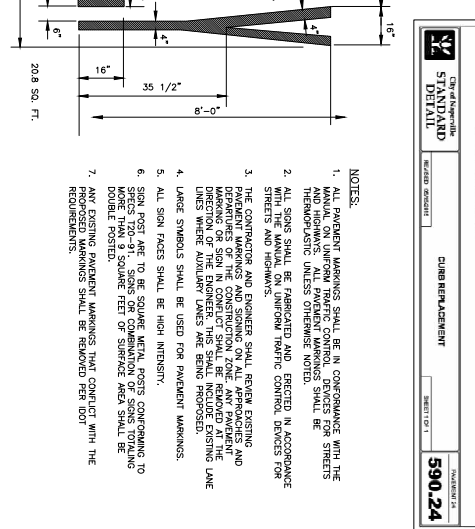 16"
6"
4"
4"
16"
35 1/2"
8'-0"
20.8 SQ. FT.
NOTES:
1. ALL PAVEMENT MARKINGS SHALL BE IN CONFORMANCE WITH THE
MANUAL ON UNIFORM TRAFFIC CONTROL DEVICES FOR STREETS
AND HIGHWAYS. ALL PAVEMENT MARKINGS SHALL BE
THERMOPLASTIC UNLESS OTHERWISE NOTED.
2. ALL SIGNS SHALL BE FABRICATED AND ERECTED IN ACCORDANCE
WITH THE MANUAL ON UNIFORM TRAFFIC CONTROL DEVICES FOR
STREETS AND HIGHWAYS.
3. THE CONTRACTOR AND ENGINEER SHALL REVIEW EXISTING
PAVEMENT MARKINGS AND SIGNING ON ALL APPROACHES AND
DEPARTURES OF THE CONSTRUCTION ZONE. ANY PAVEMENT
MARKING OR SIGN IN CONFLICT SHALL BE REMOVED AT THE
DIRECTION OF THE ENGINEER. THIS SHALL INCLUDE EXISTING LANE
LINES WHERE AUXILIARY LANES ARE BEING PROPOSED.
4. LARGE SYMBOLS SHALL BE USED FOR PAVEMENT MARKINGS.
5. ALL SIGN FACES SHALL BE HIGH INTENSITY.
6. SIGN POST ARE TO BE SQUARE METAL POSTS CONFORMING TO
SPECS T20-91. SIGNS OR COMBINATION OF SIGNS TOTALING
MORE THAN 9 SQUARE FEET OF SURFACE AREA SHALL BE
DOUBLE POSTED.
7. ANY EXISTING PAVEMENT MARKINGS THAT CONFLICT WITH THE
PROPOSED MARKINGS SHALL BE REMOVED PER IDOT
REQUIREMENTS.
City of Naperville
STANDARD
DETAIL
REVISED
CURB REPLACEMENT
SHEET 1 OF 1
PAVEMENT 24
590.24